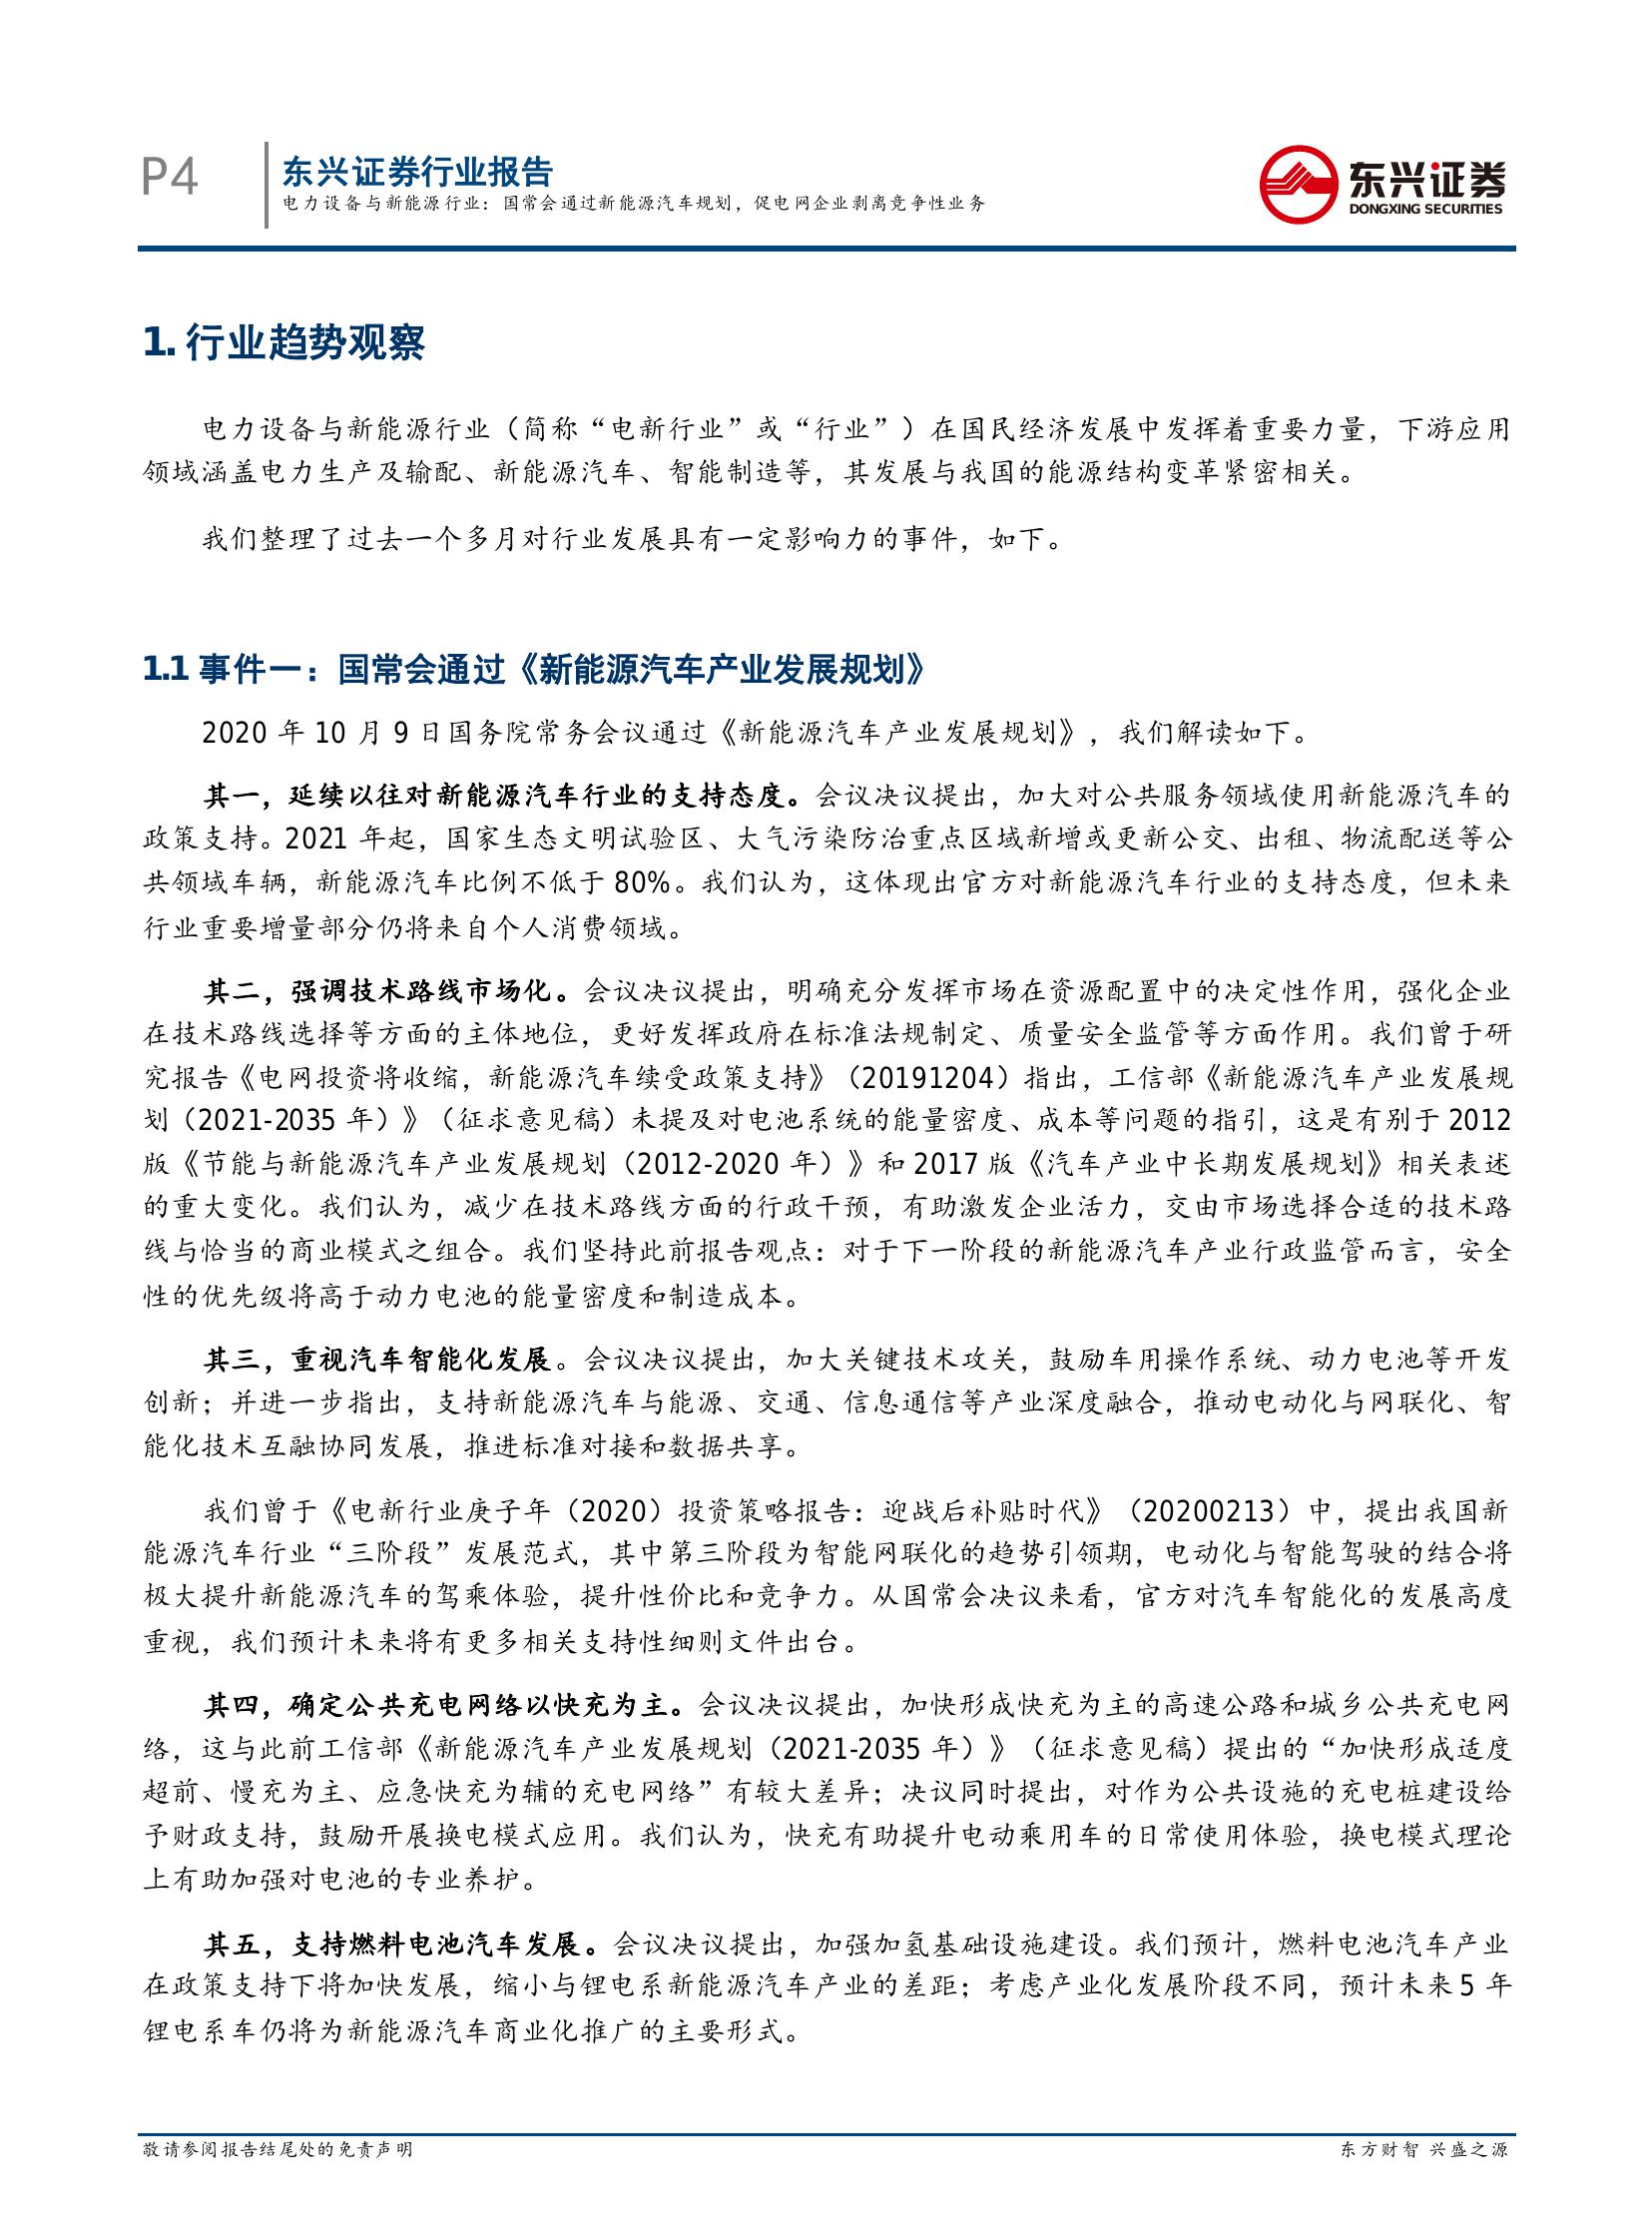 P4
东兴证券行业报告
电力设备与新能源行业：国常会通过新能源汽车规划，促电网企业剥离竞争性业务
东兴证券
DONGXING SECURITIES
1. 行业趋势观察
电力设备与新能源行业（简称“电新行业”或“行业”）在国民经济发展中发挥着重要力量，下游应用
领域涵盖电力生产及输配、新能源汽车、智能制造等，其发展与我国的能源结构变革紧密相关。
我们整理了过去一个多月对行业发展具有一定影响力的事件，如下。
1.1 事件一：国常会通过《新能源汽车产业发展规划》
2020 年 10 月 9 日国务院常务会议通过《新能源汽车产业发展规划》，我们解读如下。
其一，延续以往对新能源汽车行业的支持态度。会议决议提出，加大对公共服务领域使用新能源汽车的
政策支持。2021 年起，国家生态文明试验区、大气污染防治重点区域新增或更新公交、出租、物流配送等公
共领域车辆，新能源汽车比例不低于 80%。我们认为，这体现出官方对新能源汽车行业的支持态度，但未来
行业重要增量部分仍将来自个人消费领域。
其二，强调技术路线市场化。会议决议提出，明确充分发挥市场在资源配置中的决定性作用，强化企业
在技术路线选择等方面的主体地位，更好发挥政府在标准法规制定、质量安全监管等方面作用。我们曾于研
究报告《电网投资将收缩，新能源汽车续受政策支持》（20191204）指出，工信部《新能源汽车产业发展规
划（2021-2035 年）》（征求意见稿）未提及对电池系统的能量密度、成本等问题的指引，这是有别于 2012
版《节能与新能源汽车产业发展规划（2012-2020 年）》和 2017 版《汽车产业中长期发展规划》相关表述
的重大变化。我们认为，减少在技术路线方面的行政干预，有助激发企业活力，交由市场选择合适的技术路
线与恰当的商业模式之组合。我们坚持此前报告观点：对于下一阶段的新能源汽车产业行政监管而言，安全
性的优先级将高于动力电池的能量密度和制造成本。
其三，重视汽车智能化发展。会议决议提出，加大关键技术攻关，鼓励车用操作系统、动力电池等开发
创新；并进一步指出，支持新能源汽车与能源、交通、信息通信等产业深度融合，推动电动化与网联化、智
能化技术互融协同发展，推进标准对接和数据共享。
我们曾于《电新行业庚子年（2020）投资策略报告：迎战后补贴时代》（20200213）中，提出我国新
能源汽车行业“三阶段”发展范式，其中第三阶段为智能网联化的趋势引领期，电动化与智能驾驶的结合将
极大提升新能源汽车的驾乘体验，提升性价比和竞争力。从国常会决议来看，官方对汽车智能化的发展高度
重视，我们预计未来将有更多相关支持性细则文件出台。
其四，确定公共充电网络以快充为主。会议决议提出，加快形成快充为主的高速公路和城乡公共充电网
络，这与此前工信部《新能源汽车产业发展规划（2021-2035 年）》（征求意见稿）提出的“加快形成适度
超前、慢充为主、应急快充为辅的充电网络”有较大差异；决议同时提出，对作为公共设施的充电桩建设给
予财政支持，鼓励开展换电模式应用。我们认为，快充有助提升电动乘用车的日常使用体验，换电模式理论
上有助加强对电池的专业养护。
其五，支持燃料电池汽车发展。会议决议提出，加强加氢基础设施建设。我们预计，燃料电池汽车产业
在政策支持下将加快发展，缩小与锂电系新能源汽车产业的差距；考虑产业化发展阶段不同，预计未来 5 年
锂电系车仍将为新能源汽车商业化推广的主要形式。
敬请参阅报告结尾处的免责声明
东方财智 兴盛之源